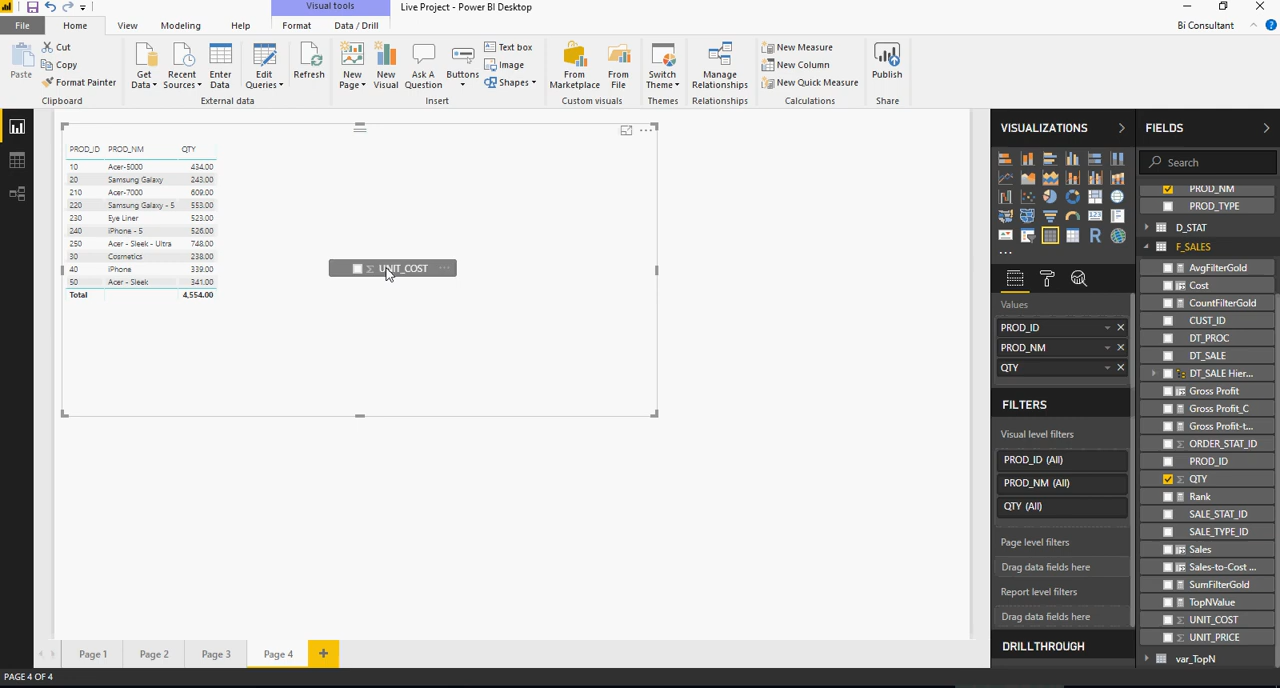 Visual tools
Live Project - Power BI Desktop
File
Home
View
Modeling
Help
Format
Data / Drill
Bi Consultant
Paste
Cut
Copy
Format Painter
Clipboard
Get Data
Recent Sources
Enter Data
Edit Queries
Refresh
External data
New Page
New Visual
Ask A Question
Buttons
Text box
Image
Shapes
Insert
From Marketplace
From File
Custom visuals
Switch Theme
Themes
Manage Relationships
Relationships
New Measure
New Column
New Quick Measure
Calculations
Publish
Share
PROD_ID PROD_NM QTY
10 Acer-5000 434.00
20 Samsung Galaxy 243.00
210 Acer-7000 609.00
220 Samsung Galaxy - 5 553.00
230 Eye Liner 523.00
240 iPhone - 5 526.00
250 Acer - Sleek - Ultra 748.00
30 Cosmetics 238.00
40 iPhone 339.00
50 Acer - Sleek 341.00
Total 4,554.00
Σ UNIT_COST
VISUALIZATIONS
Values
PROD_ID
PROD_NM
QTY
FILTERS
Visual level filters
PROD_ID (All)
PROD_NM (All)
QTY (All)
Page level filters
Drag data fields here
Report level filters
Drag data fields here
DRILLTHROUGH
FIELDS
Search
PROD_NM
PROD_TYPE
D_STAT
F_SALES
AvgFilterGold
Cost
CountFilterGold
CUST_ID
DT_PROC
DT_SALE
DT_SALE Hier...
Gross Profit
Gross Profit_C
Gross Profit-t...
Σ ORDER_STAT_ID
PROD_ID
Σ QTY
Rank
SALE_STAT_ID
SALE_TYPE_ID
Sales
Sales-to-Cost ...
SumFilterGold
TopNValue
Σ UNIT_COST
Σ UNIT_PRICE
var_TopN
Page 1
Page 2
Page 3
Page 4
+
PAGE 4 OF 4